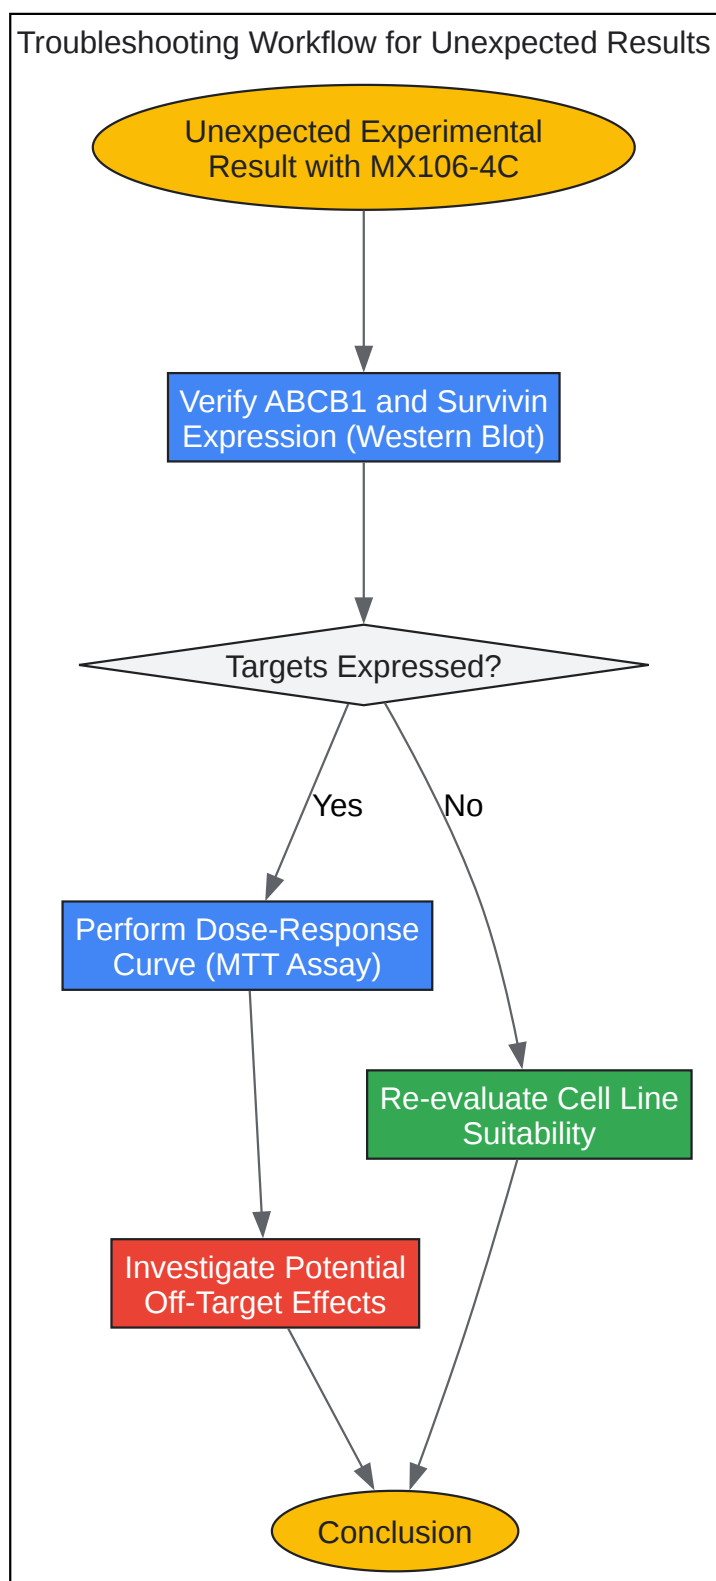 Troubleshooting Workflow for Unexpected Results
Unexpected Experimental
Result with MX106-4C
Verify ABCB1 and Survivin
Expression (Western Blot)
Targets Expressed?
Yes
No
Perform Dose-Response
Curve (MTT Assay)
Re-evaluate Cell Line
Suitability
Investigate Potential
Off-Target Effects
Conclusion